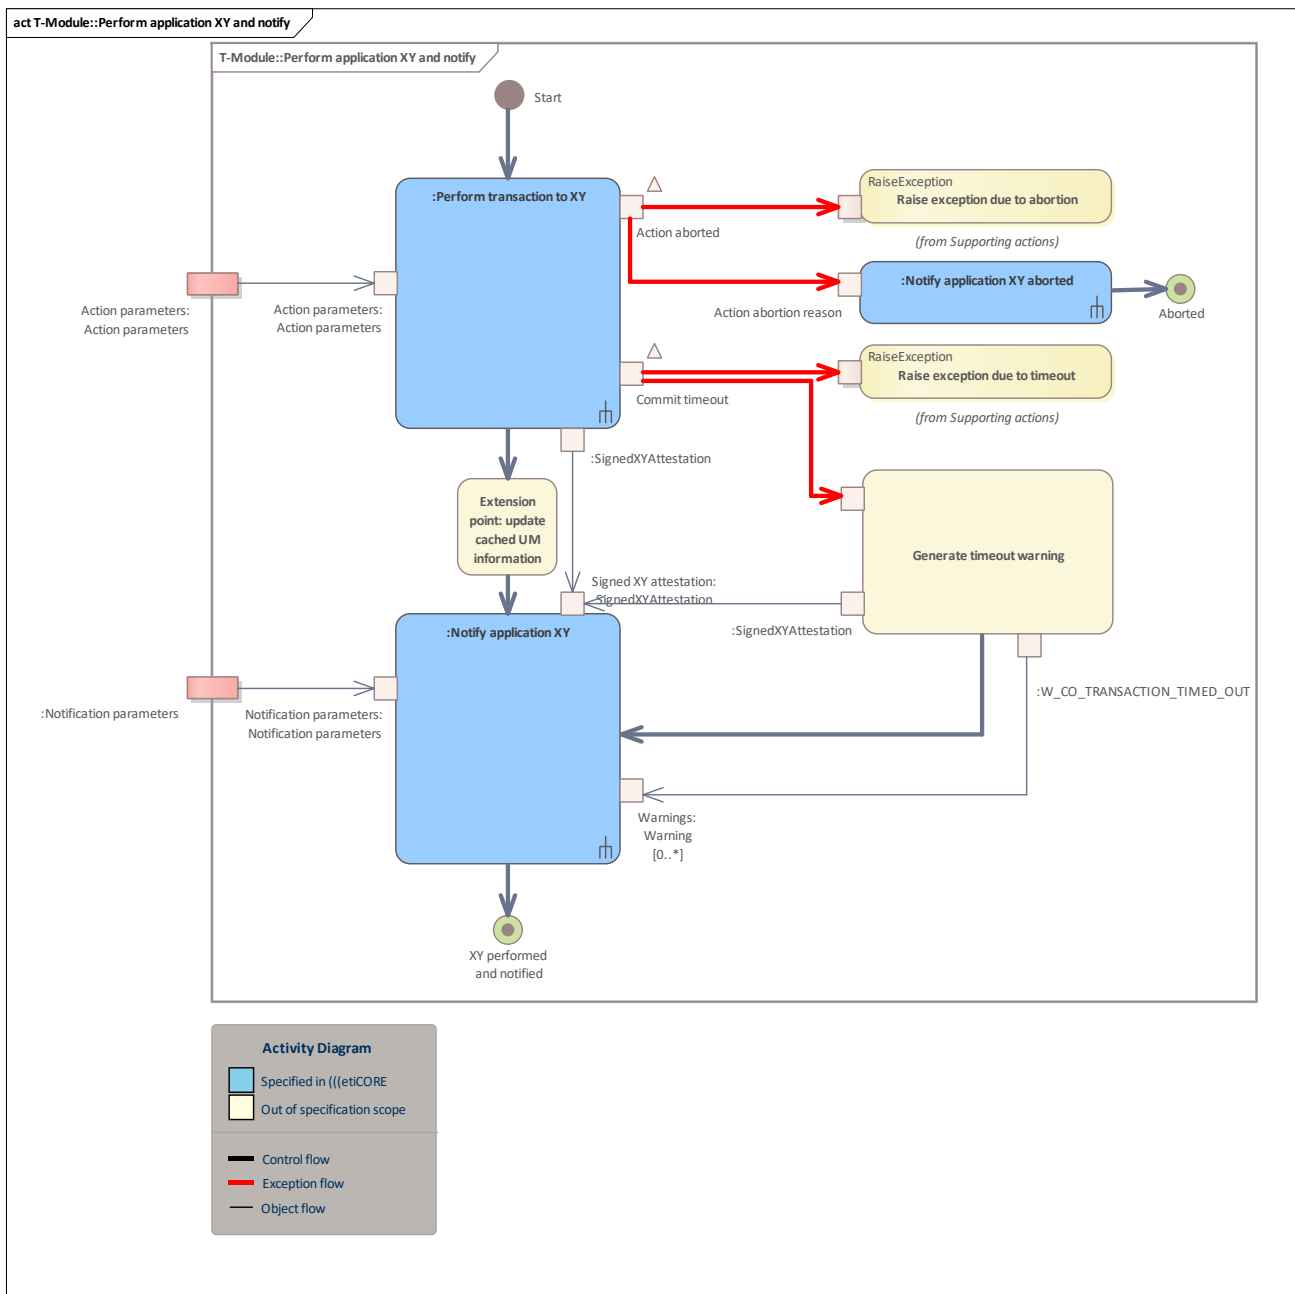 act T-Module::Perform application XY and notify
T-Module::Perform application XY and notify
Start
:Perform transaction to XY
RaiseException
Raise exception due to abortion
Action aborted
(from Supporting actions)
:Notify application XY aborted
Action parameters:
Action parameters
Action parameters:
Action parameters
Action abortion reason
Aborted
RaiseException
Raise exception due to timeout
Commit timeout
(from Supporting actions)
:SignedXYAttestation
Extension
point: update
cached UM
information
Generate timeout warning
Signed XY attestation:
SignedXYAttestation
:SignedXYAttestation
:Notify application XY
:W_CO_TRANSACTION_TIMED_OUT
:Notification parameters
Notification parameters:
Notification parameters
Warnings:
Warning
[0..*]
XY performed
and notified
Activity Diagram
Specified in (((etiCORE
Out of specification scope
Control flow
Exception flow
Object flow